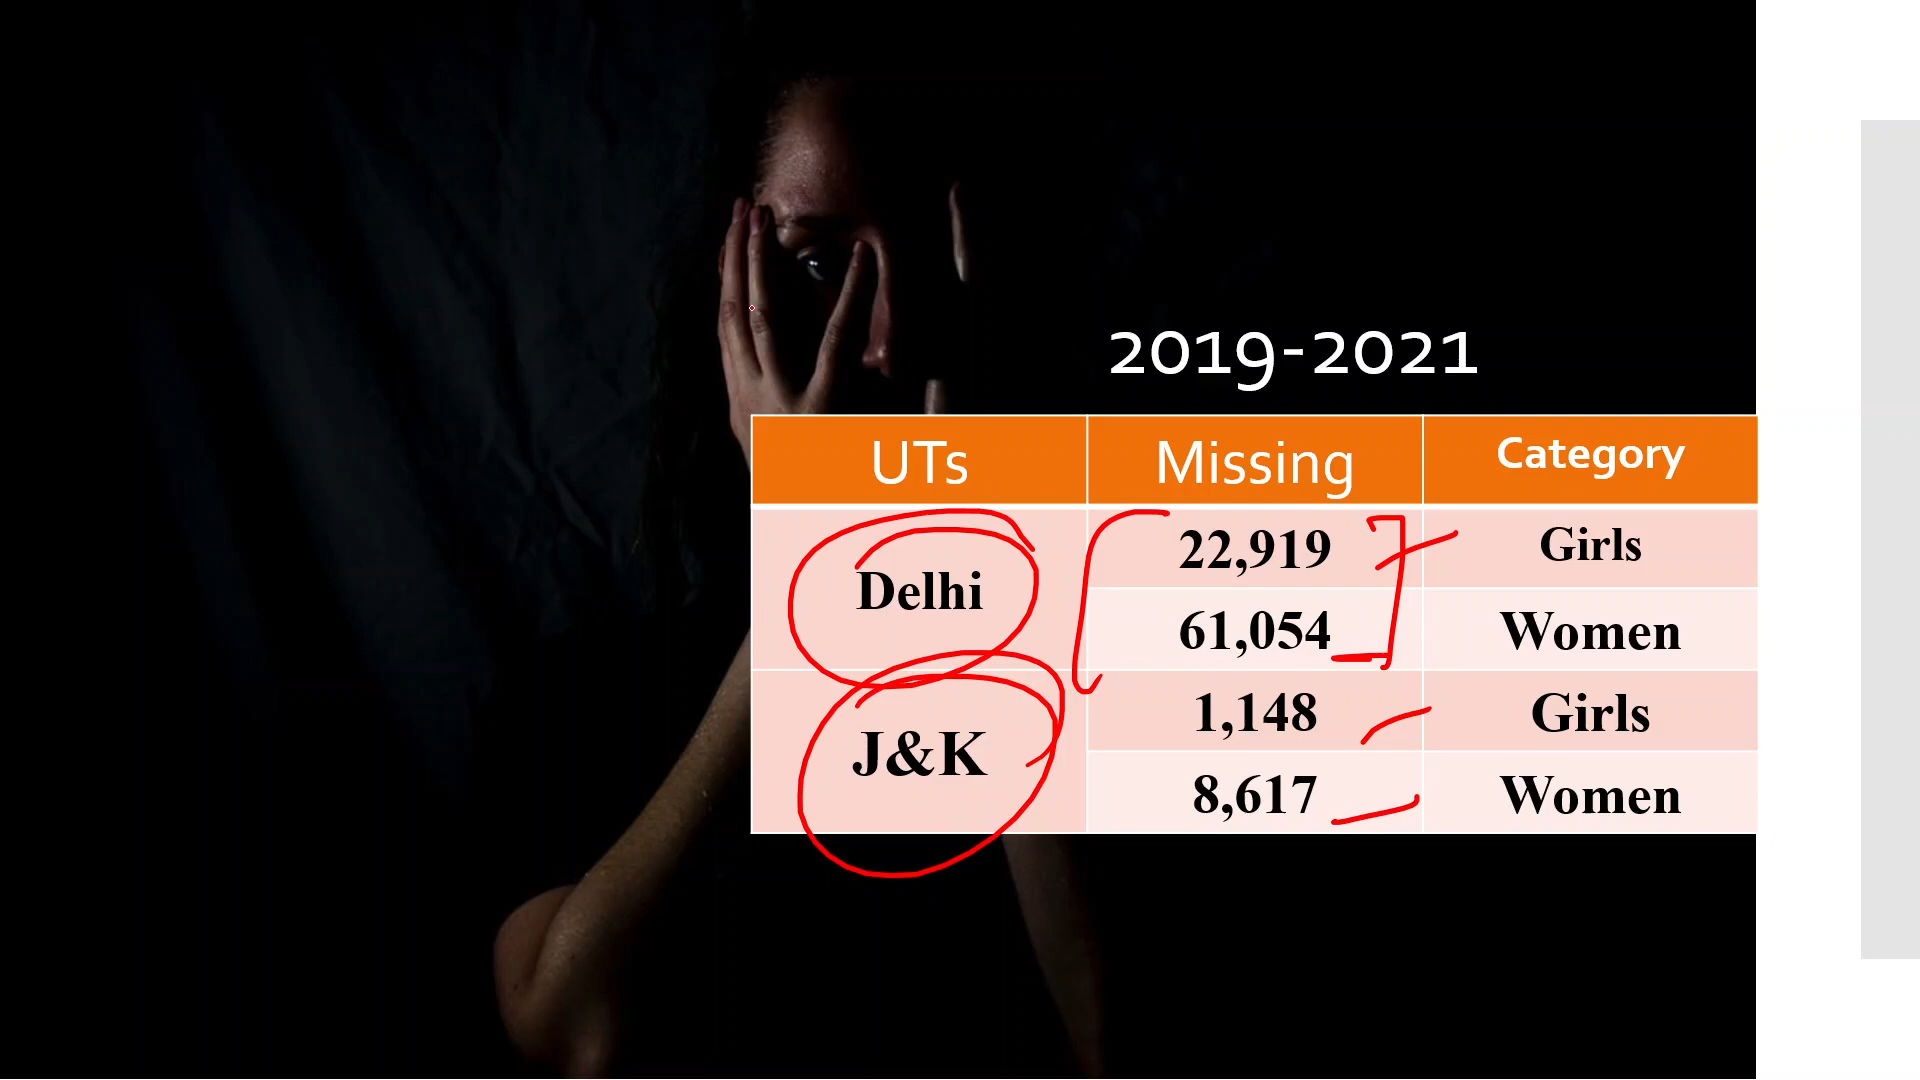 2019-2021
UTs Missing Category
Delhi 22,919 Girls
61,054 Women
J&K 1,148 Girls
8,617 Women